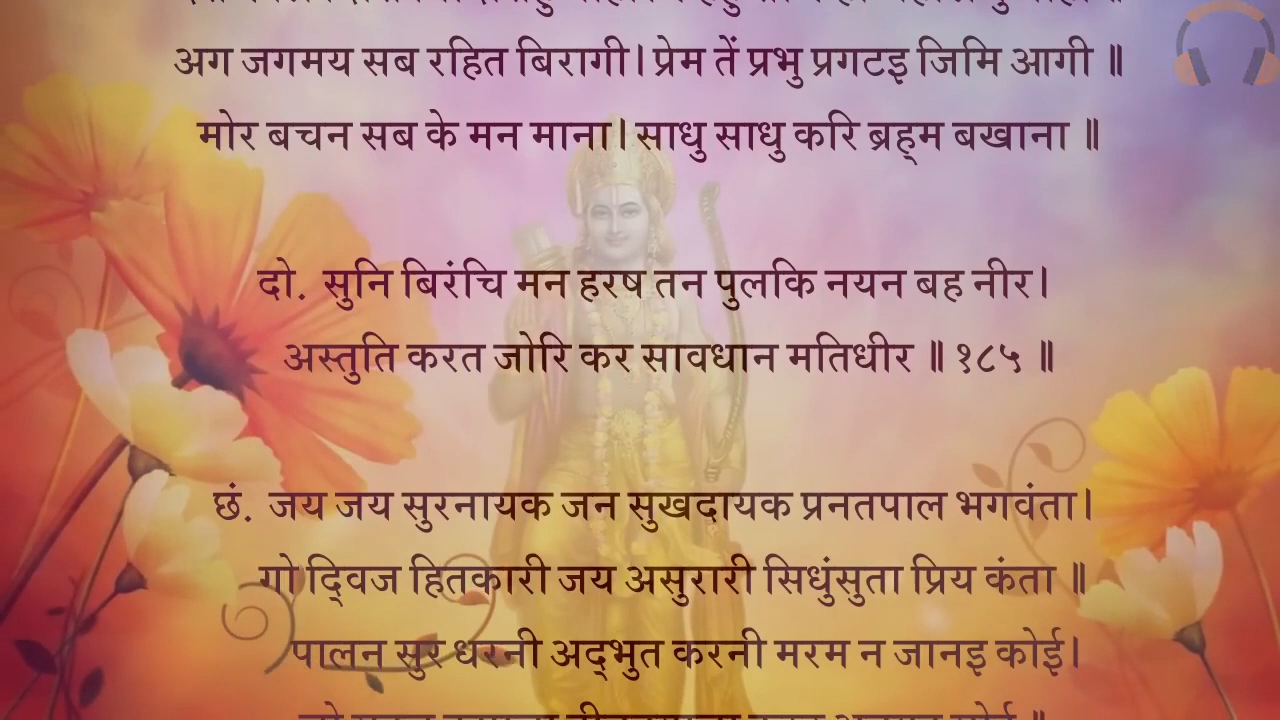 अग जगमय सब रहित बिरागी। प्रेम तें प्रभु प्रगटइ जिमि आगी ॥
मोर बचन सब के मन माना। साधु साधु करि ब्रह्म बखाना ॥
दो. सुनि बिरंचि मन हरष तन पुलकि नयन बह नीर।
अस्तुति करत जोरि कर सावधान मतिधीर ॥ १८५ ॥
छं. जय जय सुरनायक जन सुखदायक प्रनतपाल भगवंता।
गो द्विज हितकारी जय असुरारी सिधुंसुता प्रिय कंता ॥
पालन सुर धरनी अद्भुत करनी मरम न जानइ कोई।